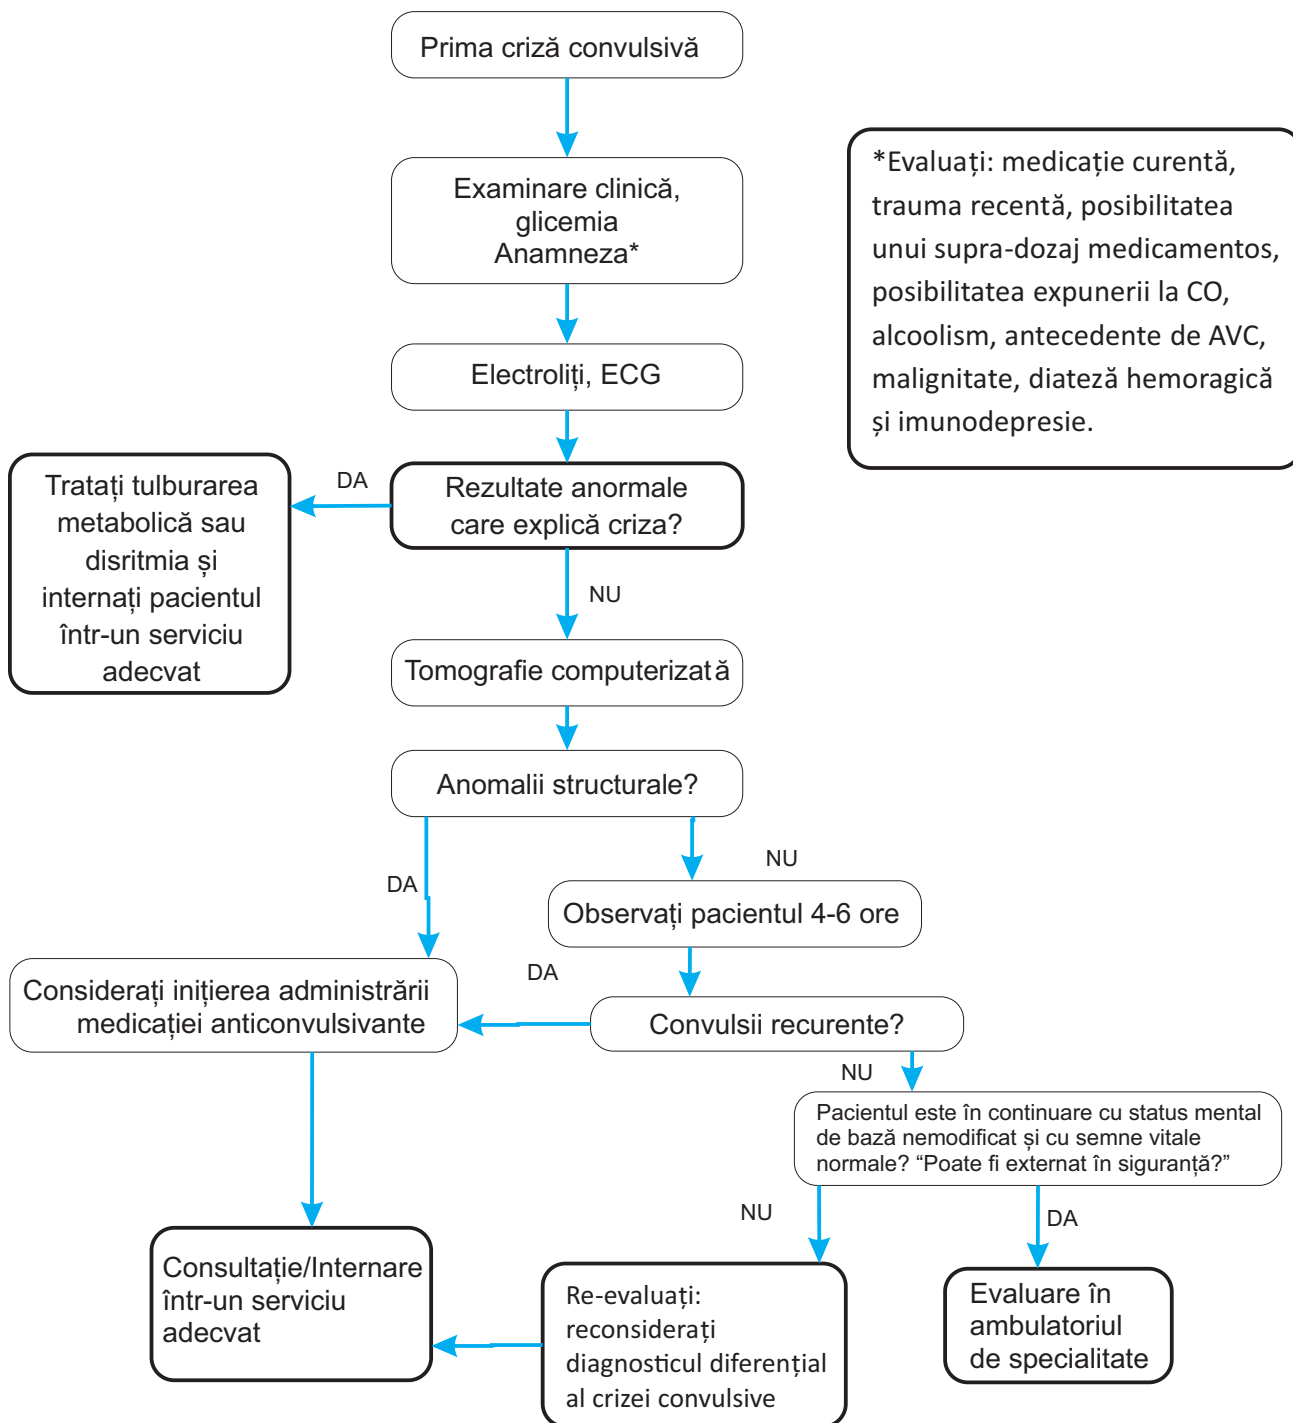 Prima criză convulsivă
Examinare clinică,
glicemia
Anamneza*
*Evaluați: medicație curentă,
trauma recentă, posibilitatea
unui supra-dozaj medicamentos,
posibilitatea expunerii la CO,
alcoolism, antecedente de AVC,
malignitate, diateză hemoragică
și imunodepresie.
Electroliți, ECG
Rezultate anormale
care explică criza?
DA
Tratați tulburarea
metabolică sau
disritmia și
internați pacientul
într-un serviciu
adecvat
NU
Tomografie computerizată
Anomalii structurale?
DA
NU
Observați pacientul 4-6 ore
Considerați inițierea administrării
medicației anticonvulsivante
DA
Convulsii recurente?
NU
Pacientul este în continuare cu status mental
de bază nemodificat și cu semne vitale
normale? “Poate fi externat în siguranță?”
NU
DA
Consultație/Internare
într-un serviciu
adecvat
Re-evaluați:
reconsiderați
diagnosticul diferențial
al crizei convulsive
Evaluare în
ambulatoriul
de specialitate